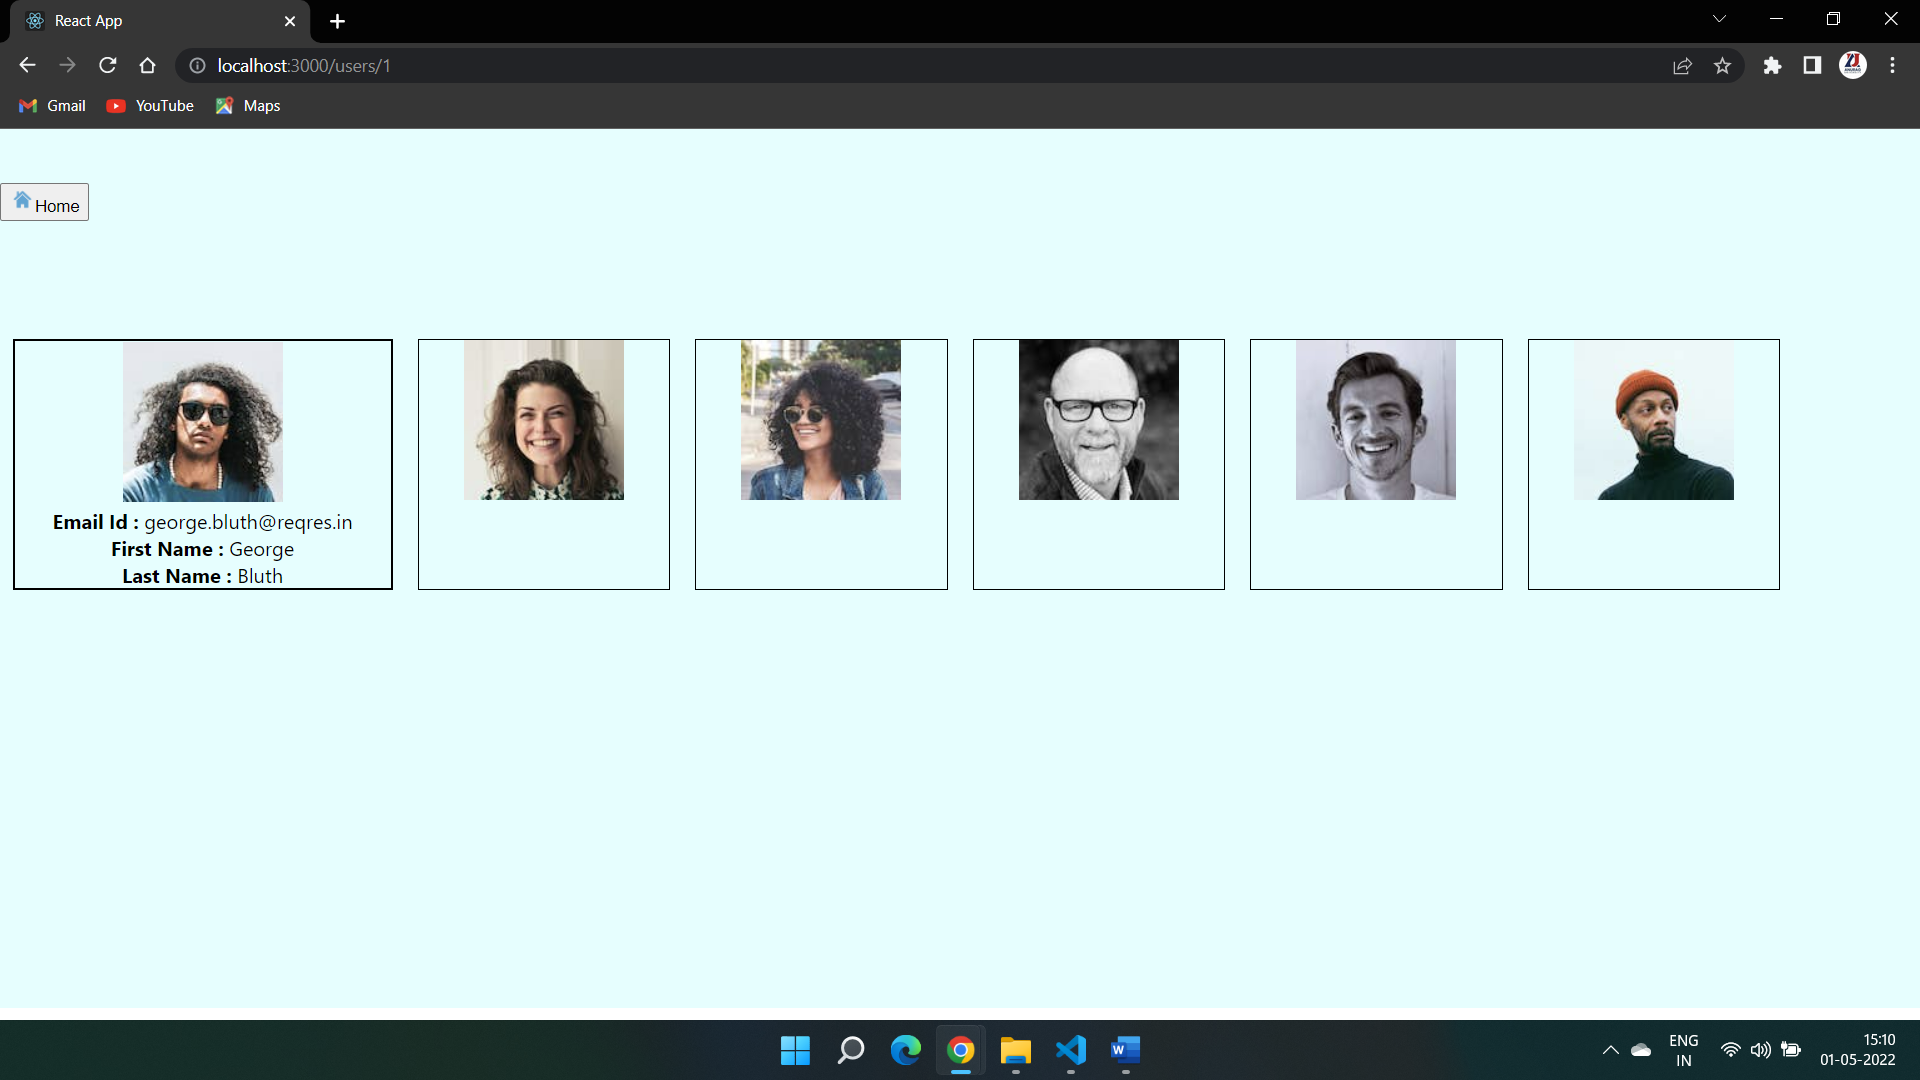 React App
localhost:3000/users/1
Gmail YouTube Maps
Home
Email Id : george.bluth@reqres.in
First Name : George
Last Name : Bluth
ENG
IN
15:10
01-05-2022